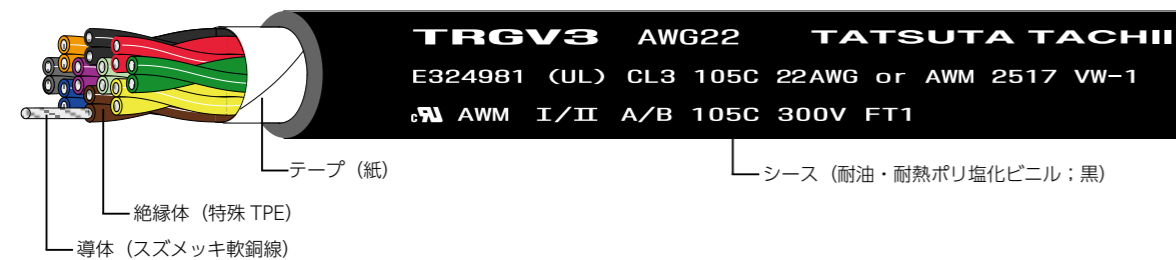 TRGV3 AWG22 TATSUTA TACHII
E324981 (UL) CL3 105C 22AWG or AWM 2517 VW-1
c AWM I/II A/B 105C 300V FT1
テープ（紙）
シース（耐油・耐熱ポリ塩化ビニル；黒）
絶縁体（特殊 TPE）
導体（スズメッキ軟銅線）